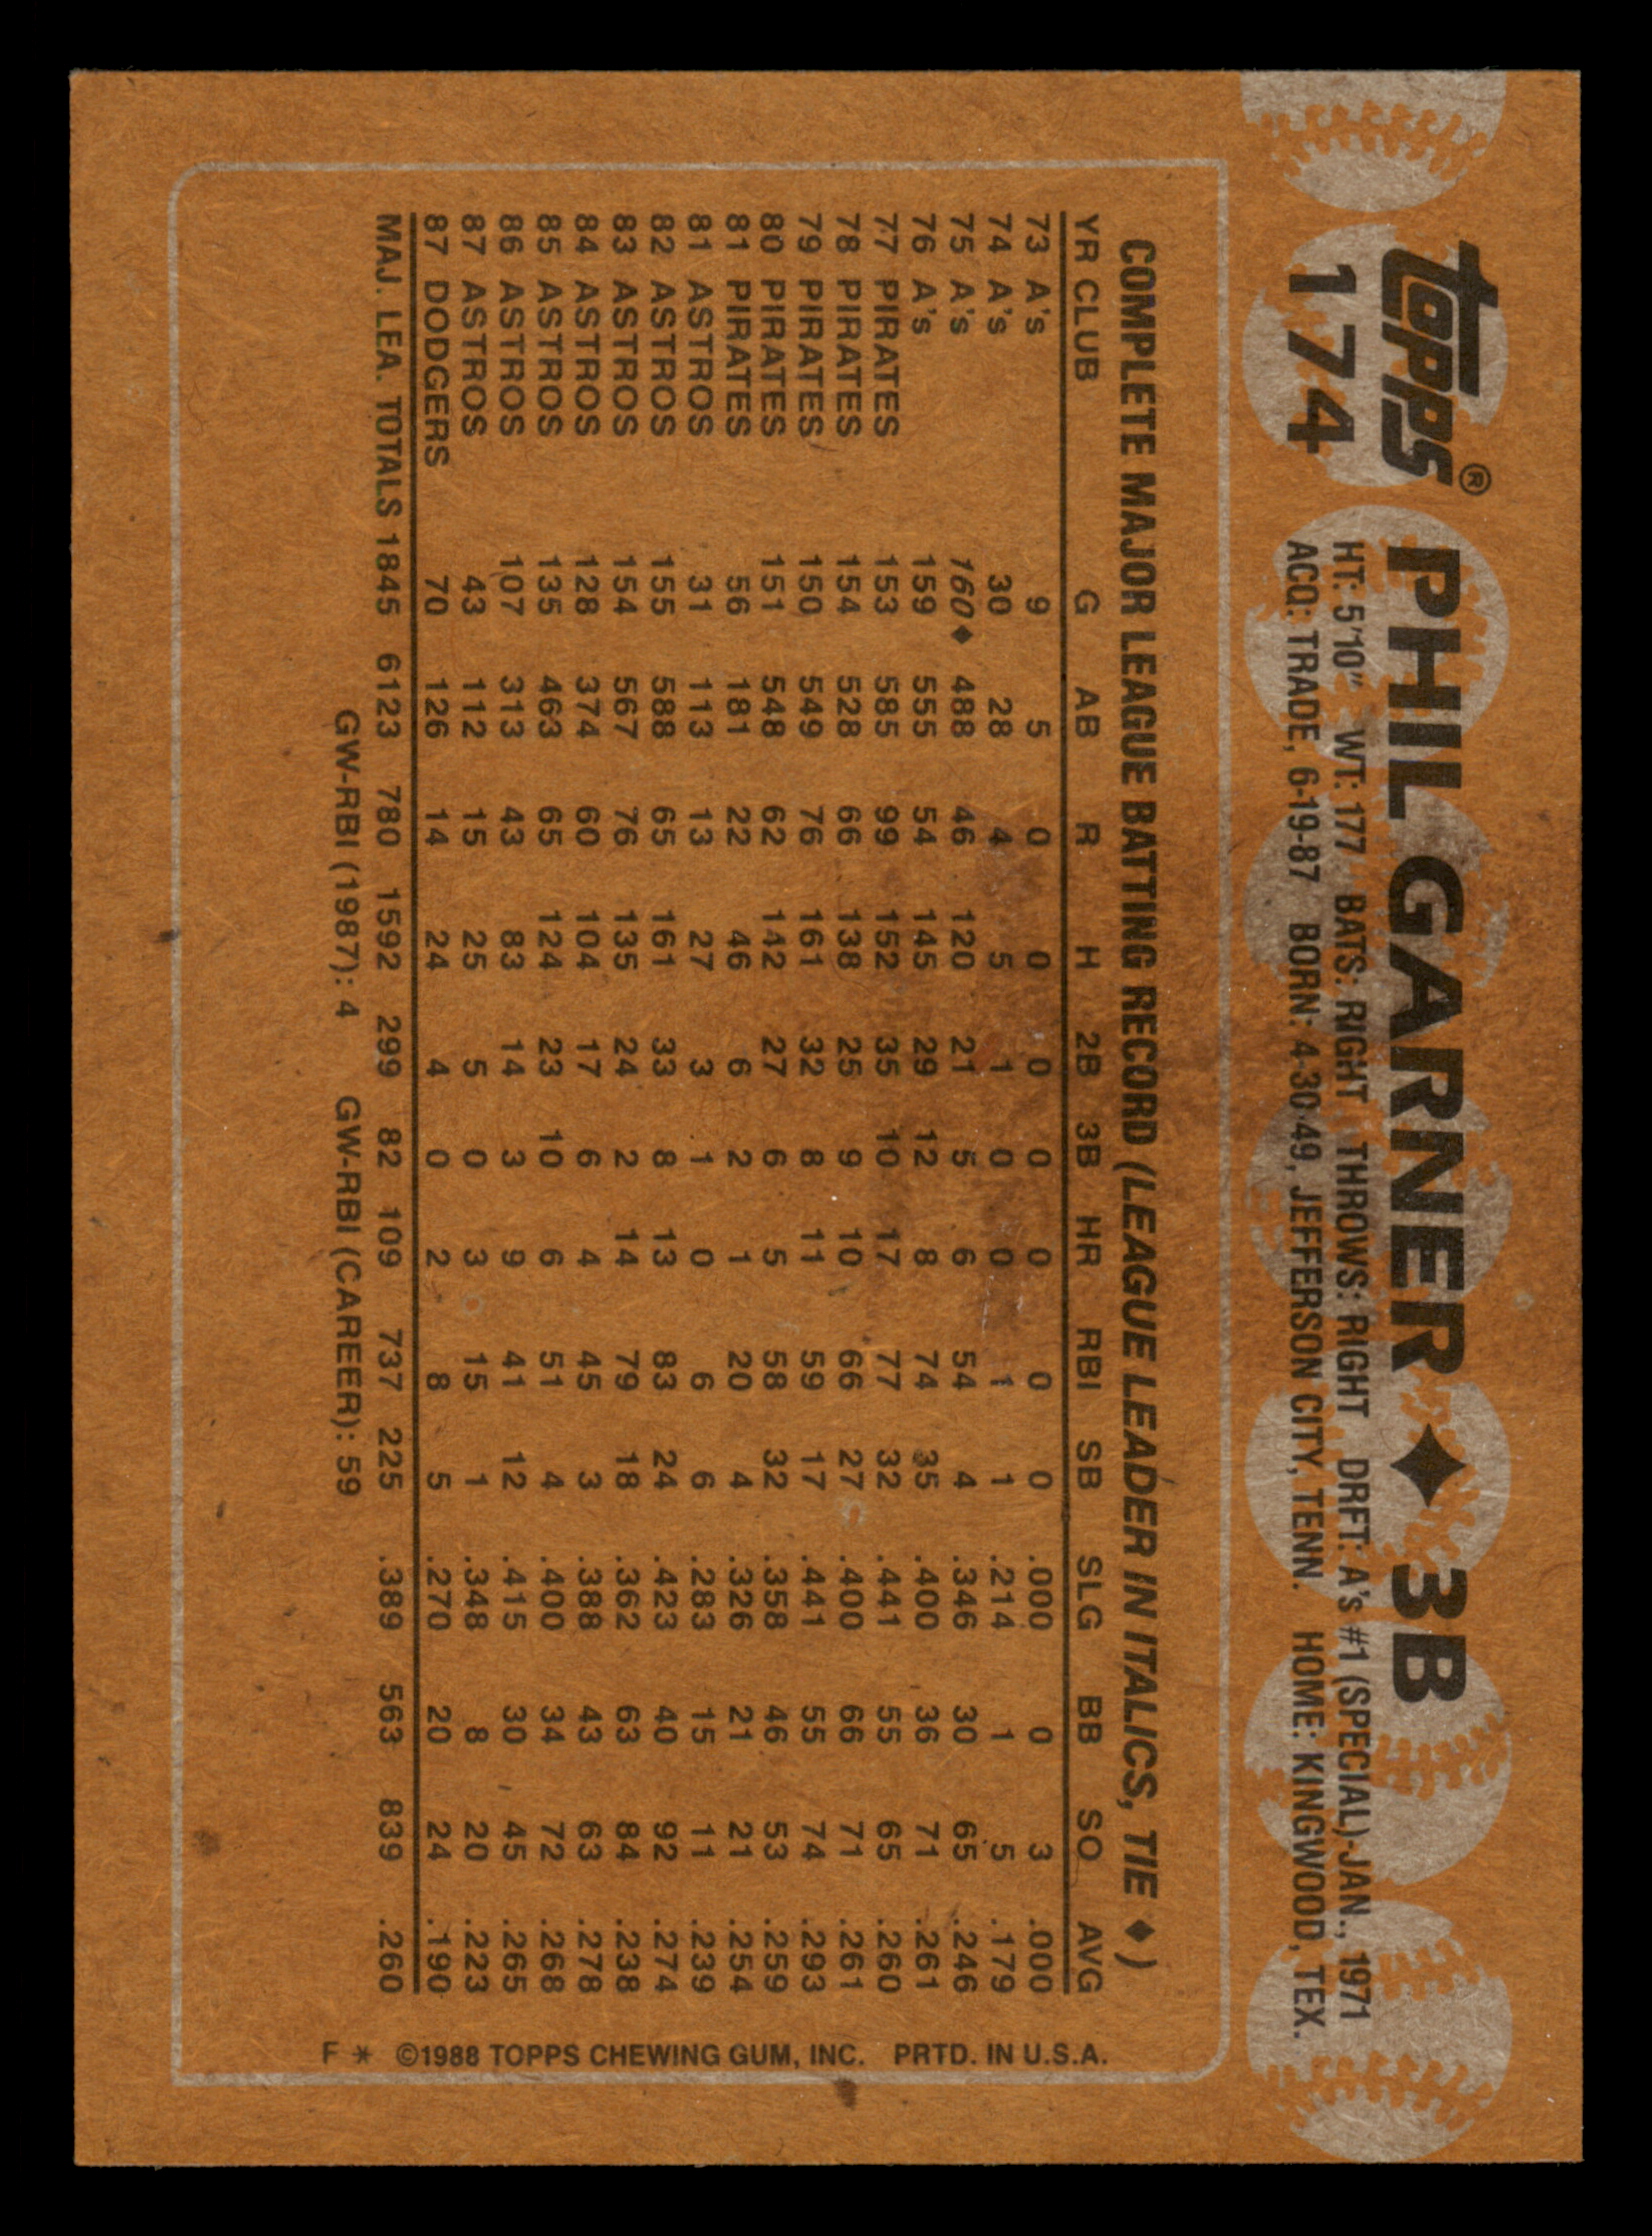 topps®
174
PHIL GARNER ✦ 3B
HT: 5'10" WT: 177 BATS: RIGHT THROWS: RIGHT DRFT: A's #1 (SPECIAL)-JAN., 1971
ACQ: TRADE, 6-19-87 BORN: 4-30-49, JEFFERSON CITY, TENN. HOME: KINGWOOD, TEX.
COMPLETE MAJOR LEAGUE BATTING RECORD (LEAGUE LEADER IN ITALICS, TIE ♦)
YR CLUB G AB R H 2B 3B HR RBI SB SLG BB SO AVG
73 A's 9 5 0 0 0 0 0 0 0 .000 0 3 .000
74 A's 30 28 4 5 1 0 0 1 1 .214 1 5 .179
75 A's 160♦ 488 46 120 21 5 6 54 4 .346 30 65 .246
76 A's 159 555 54 145 29 12 8 74 35 .400 36 71 .261
77 PIRATES 153 585 99 152 35 10 17 77 32 .441 55 65 .260
78 PIRATES 154 528 66 138 25 9 10 66 27 .400 66 71 .261
79 PIRATES 150 549 76 161 32 8 11 59 17 .441 55 74 .293
80 PIRATES 151 548 62 142 27 6 5 58 32 .358 46 53 .259
81 PIRATES 56 181 22 46 6 2 1 20 4 .326 21 21 .254
81 ASTROS 31 113 13 27 3 1 0 6 6 .283 15 11 .239
82 ASTROS 155 588 65 161 33 8 13 83 24 .423 40 92 .274
83 ASTROS 154 567 76 135 24 2 14 79 18 .362 63 84 .238
84 ASTROS 128 374 60 104 17 6 4 45 3 .388 43 63 .278
85 ASTROS 135 463 65 124 23 10 6 51 4 .400 34 72 .268
86 ASTROS 107 313 43 83 14 3 9 41 12 .415 30 45 .265
87 ASTROS 43 112 15 25 5 0 3 15 1 .348 8 20 .223
87 DODGERS 70 126 14 24 4 0 2 8 5 .270 20 24 .190
MAJ. LEA. TOTALS 1845 6123 780 1592 299 82 109 737 225 .389 563 839 .260
GW-RBI (1987): 4 GW-RBI (CAREER): 59
F * ©1988 TOPPS CHEWING GUM, INC. PRTD. IN U.S.A.